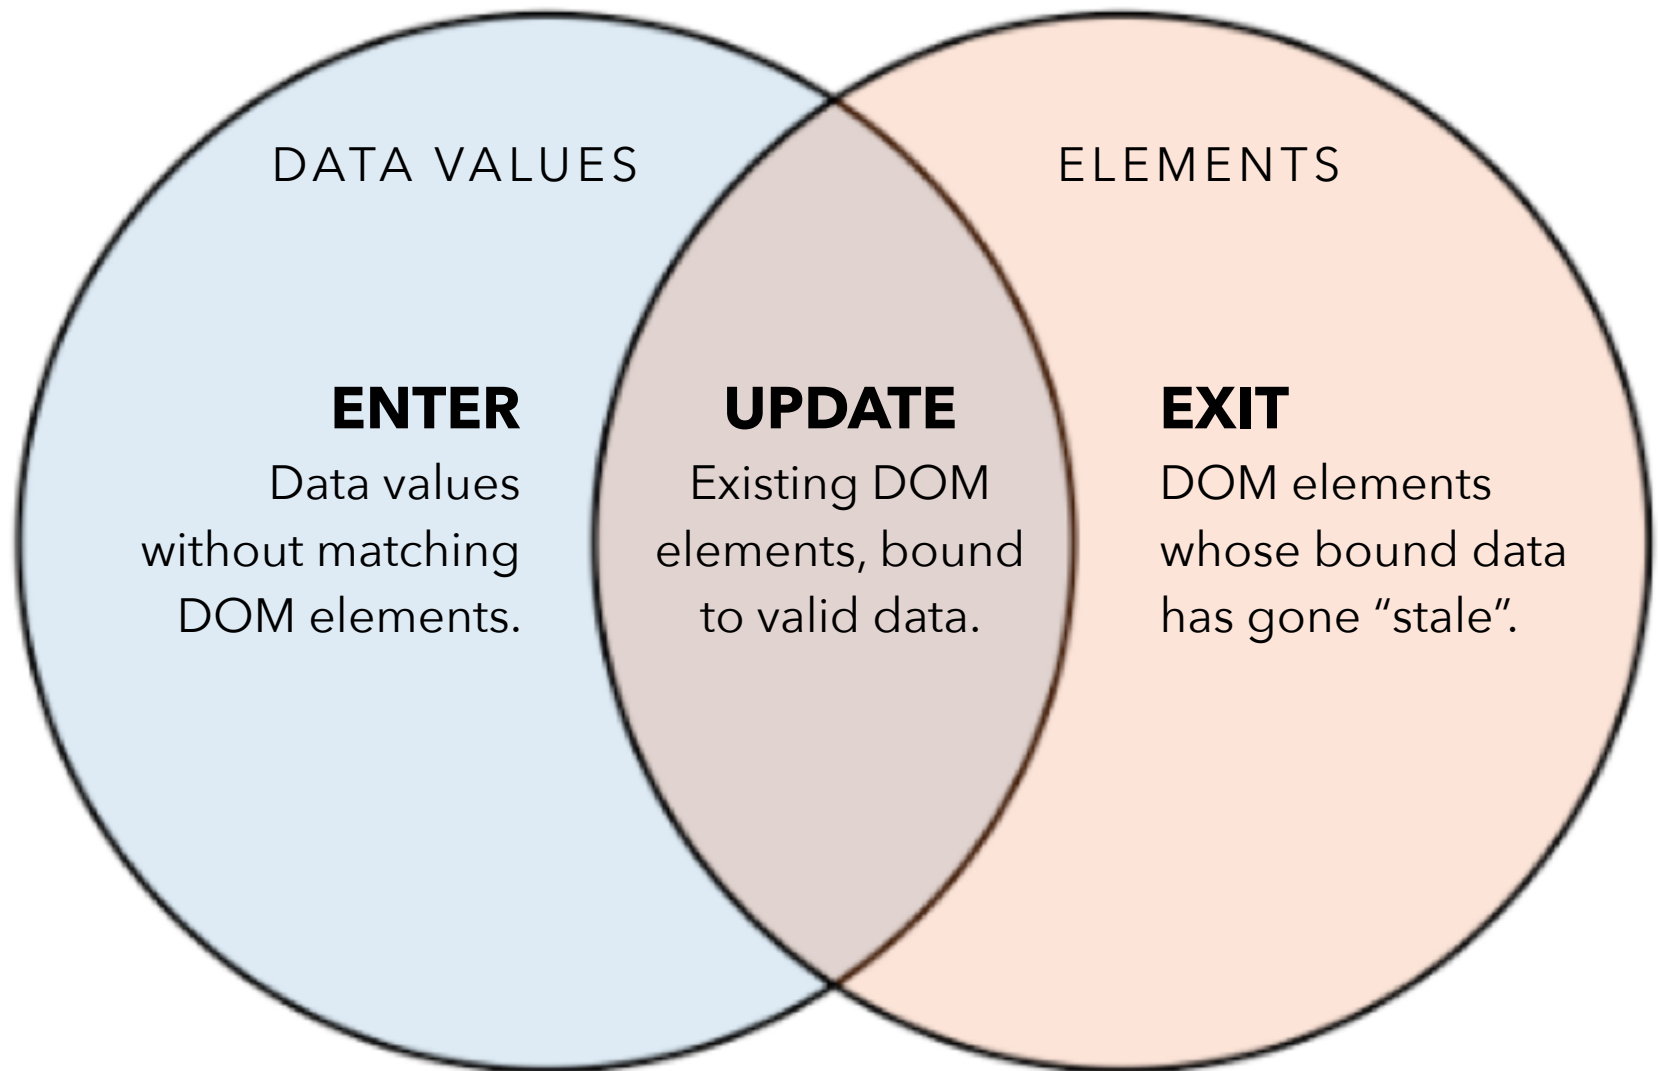 DATA VALUES
ELEMENTS
ENTER
Data values
without matching
DOM elements.
UPDATE
Existing DOM
elements, bound
to valid data.
EXIT
DOM elements
whose bound data
has gone “stale”.